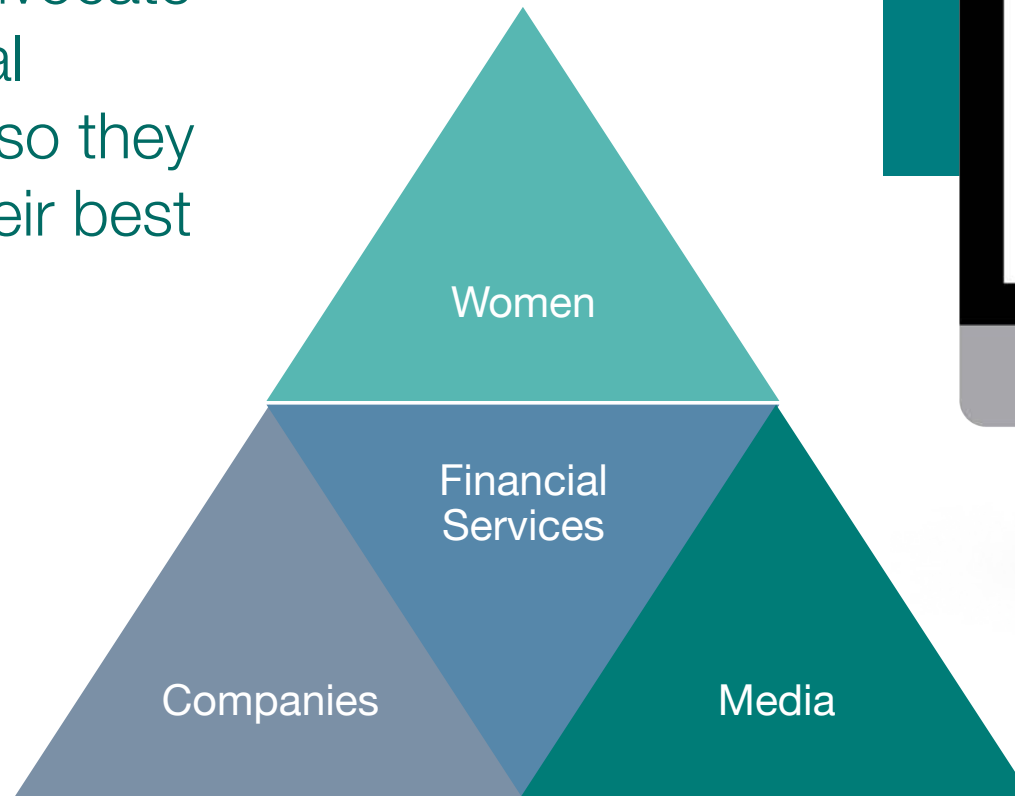 al
so they
eir best
Women
Financial
Services
Companies
Media